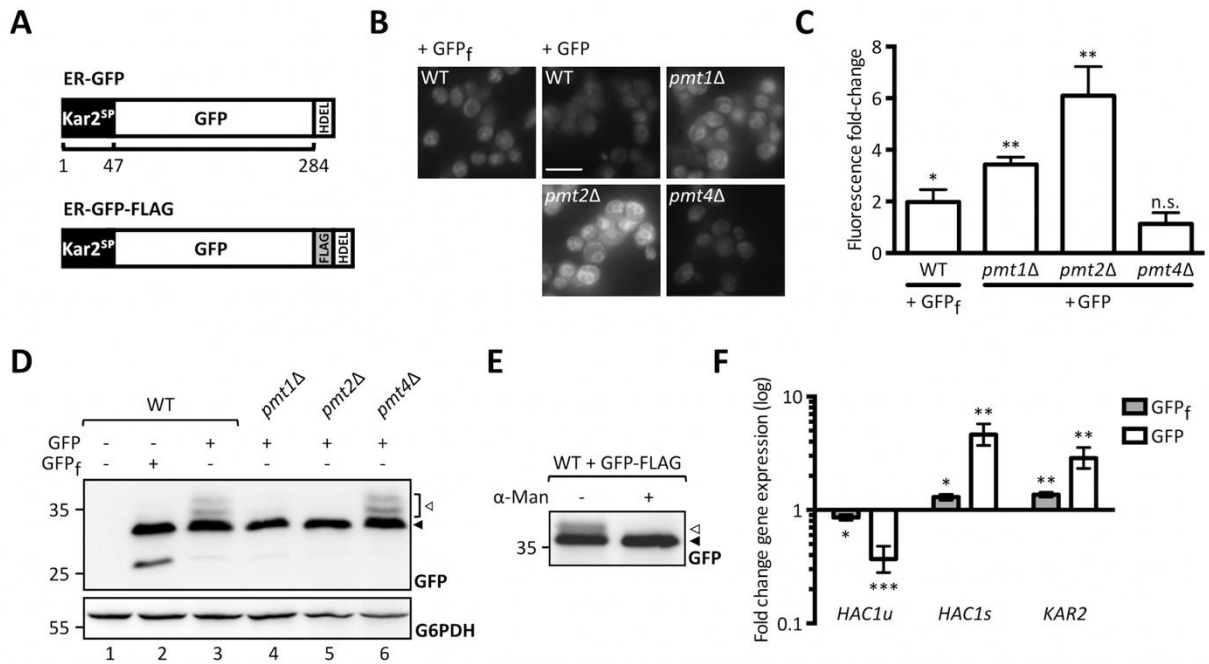 A
ER-GFP
Kar2SP GFP HDEL
1 47 284
ER-GFP-FLAG
Kar2SP GFP FLAG HDEL
B
+ GFPf + GFP
WT WT pmt1Δ
pmt2Δ pmt4Δ
C
Fluorescence fold-change
8
6
4
2
0
* ** ** n.s.
WT pmt1Δ pmt2Δ pmt4Δ
+ GFPf +GFP
D
WT pmt1Δ pmt2Δ pmt4Δ
GFP - - + + + +
GFPf - + - - - -
35
25
GFP
55
G6PDH
1 2 3 4 5 6
E
WT + GFP-FLAG
α-Man - +
35
GFP
F
Fold change gene expression (log)
10
1
0.1
* *** * ** ** **
HAC1u HAC1s KAR2
GFPf
GFP